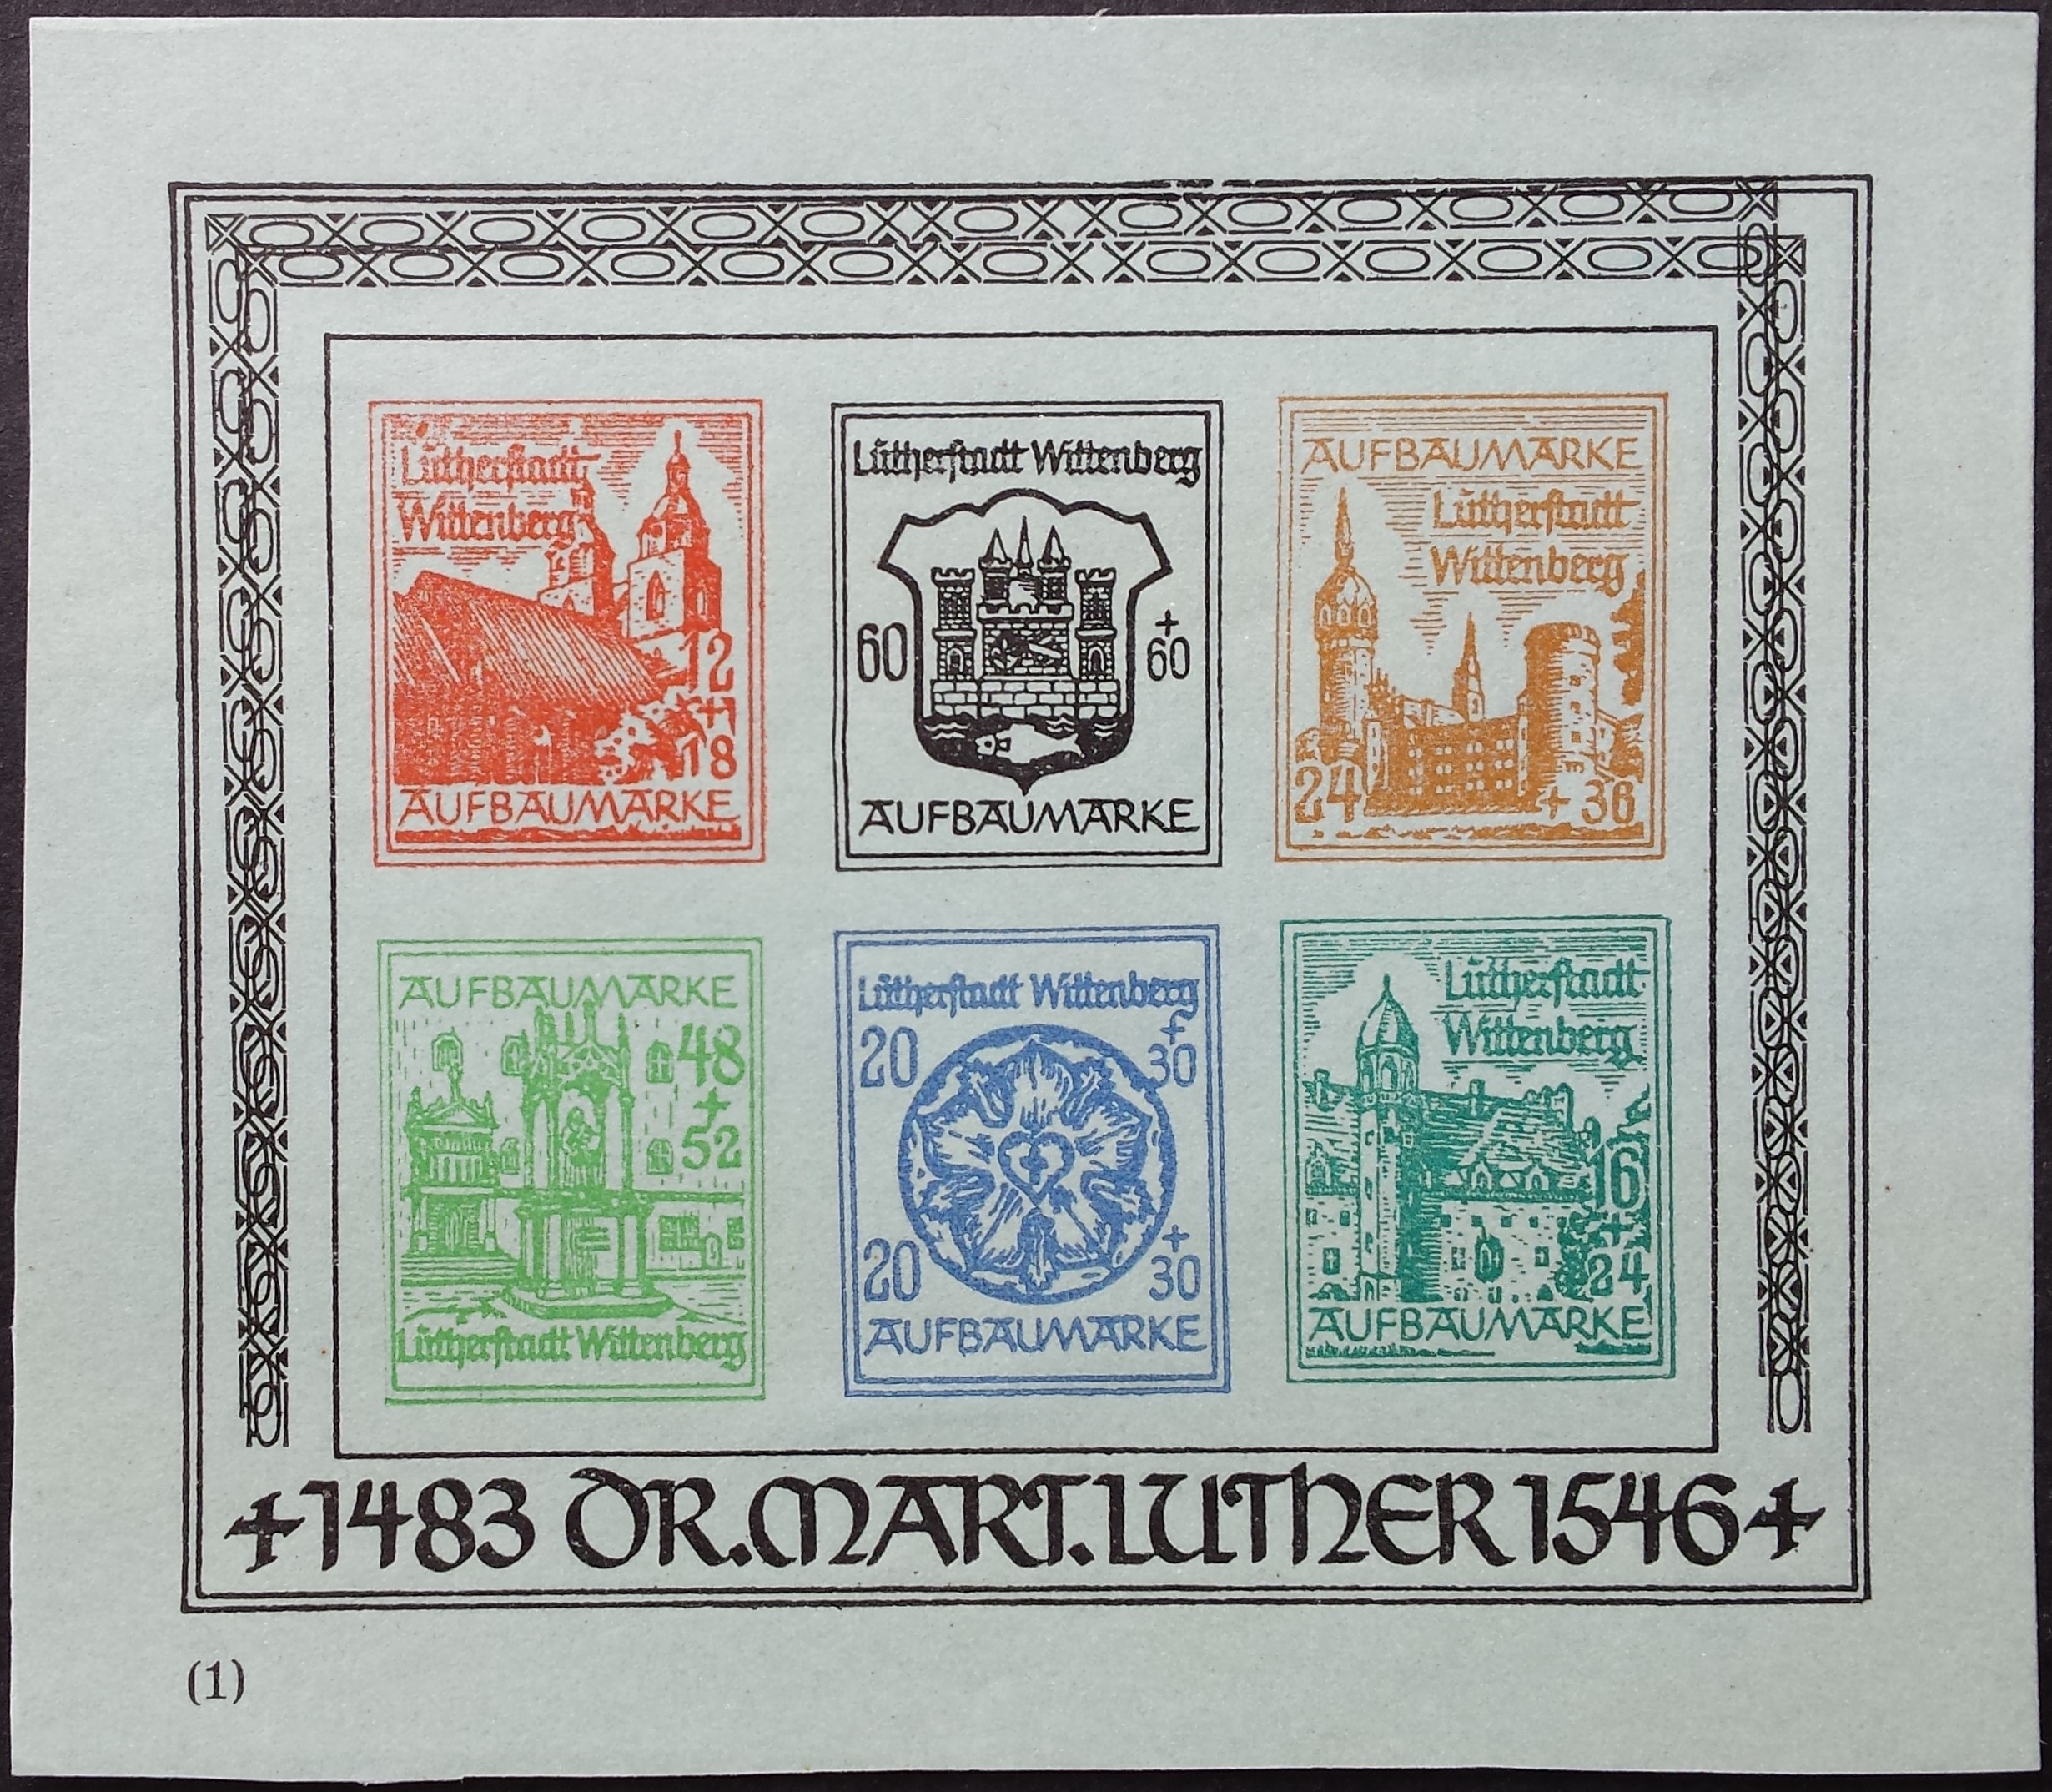 Lutherstadt
Wittenberg
12
+
18
AUFBAUMARKE
Lutherstadt Wittenberg
60
+
60
AUFBAUMARKE
AUFBAUMARKE
Lutherstadt
Wittenberg
24 + 36
AUFBAUMARKE
48
+
52
Lutherstadt Wittenberg
Lutherstadt Wittenberg
20
+
30
20
+
30
AUFBAUMARKE
Lutherstadt
Wittenberg
16
+
24
AUFBAUMARKE
+1483 DR.MART.LUTHER 1546+
(1)